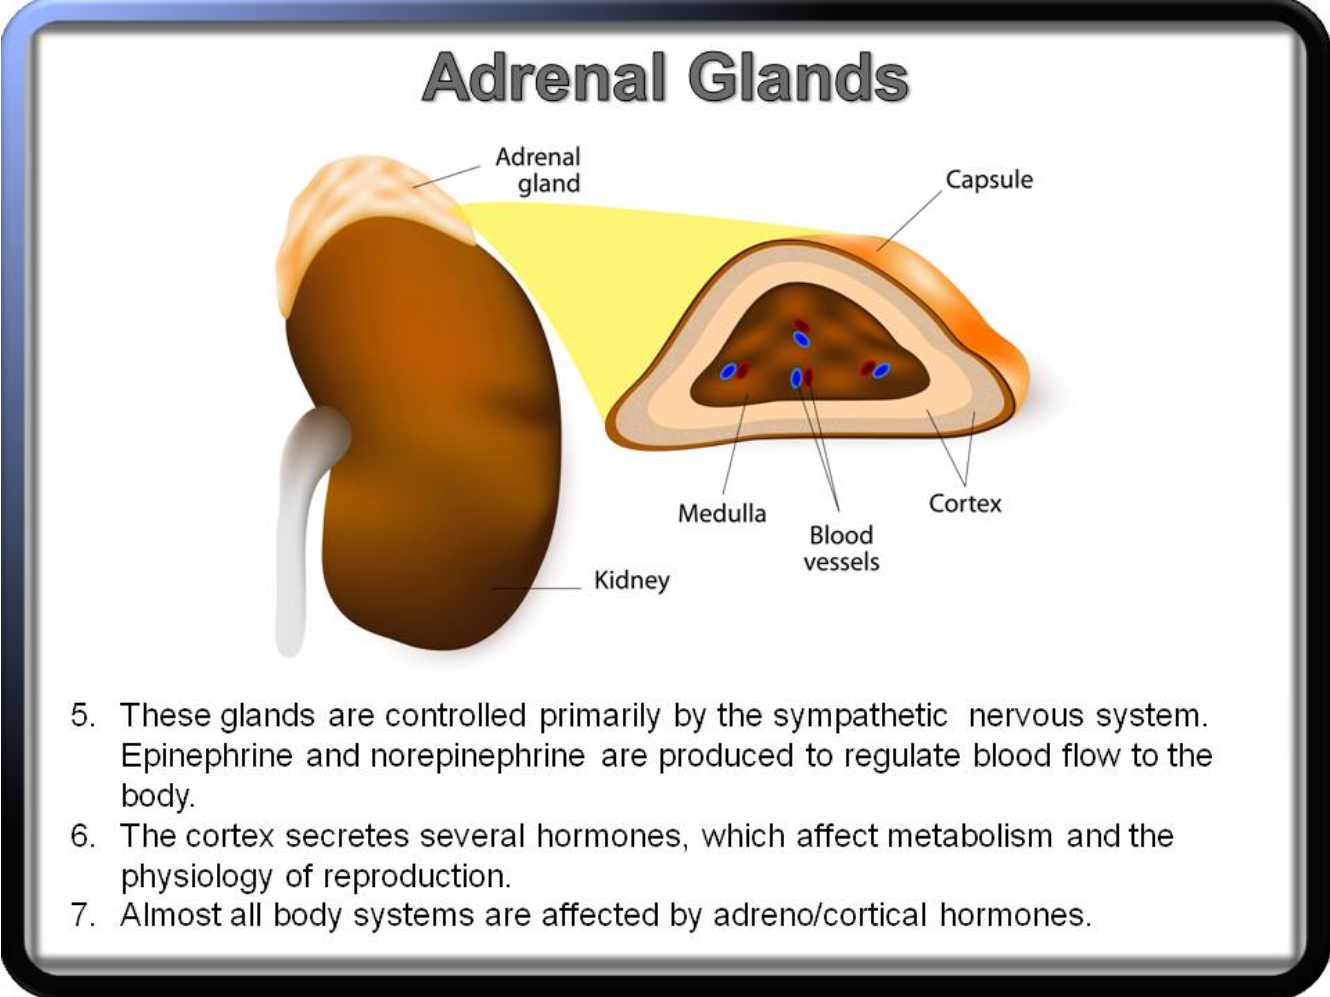 Adrenal Glands
Adrenal
gland
Capsule
Medulla
Blood
vessels
Cortex
Kidney
5. These glands are controlled primarily by the sympathetic nervous system.
Epinephrine and norepinephrine are produced to regulate blood flow to the
body.
6. The cortex secretes several hormones, which affect metabolism and the
physiology of reproduction.
7. Almost all body systems are affected by adreno/cortical hormones.